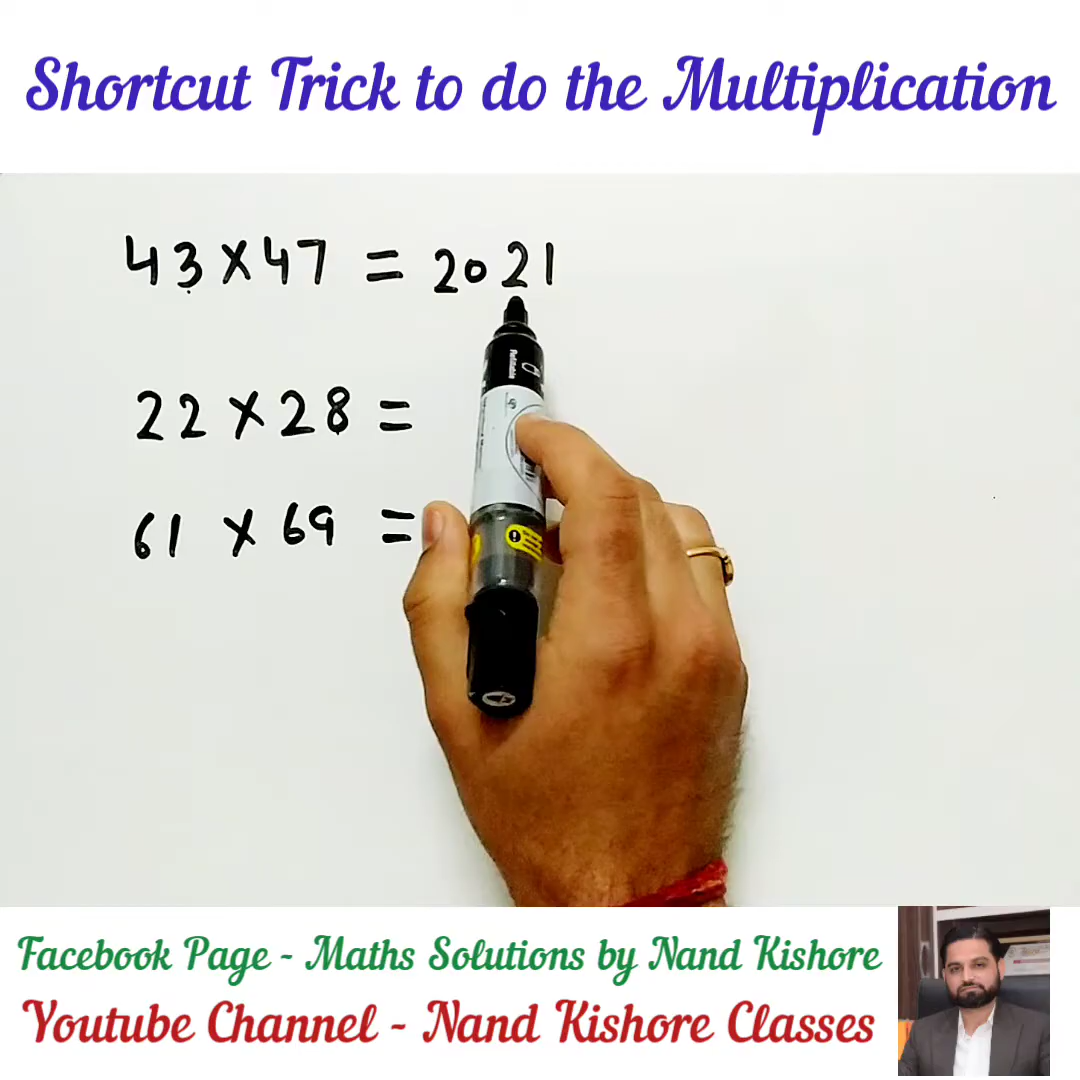 Shortcut Trick to do the Multiplication
43 × 47 = 2021
22 × 28 =
61 × 69 =
Facebook Page - Maths Solutions by Nand Kishore
Youtube Channel - Nand Kishore Classes